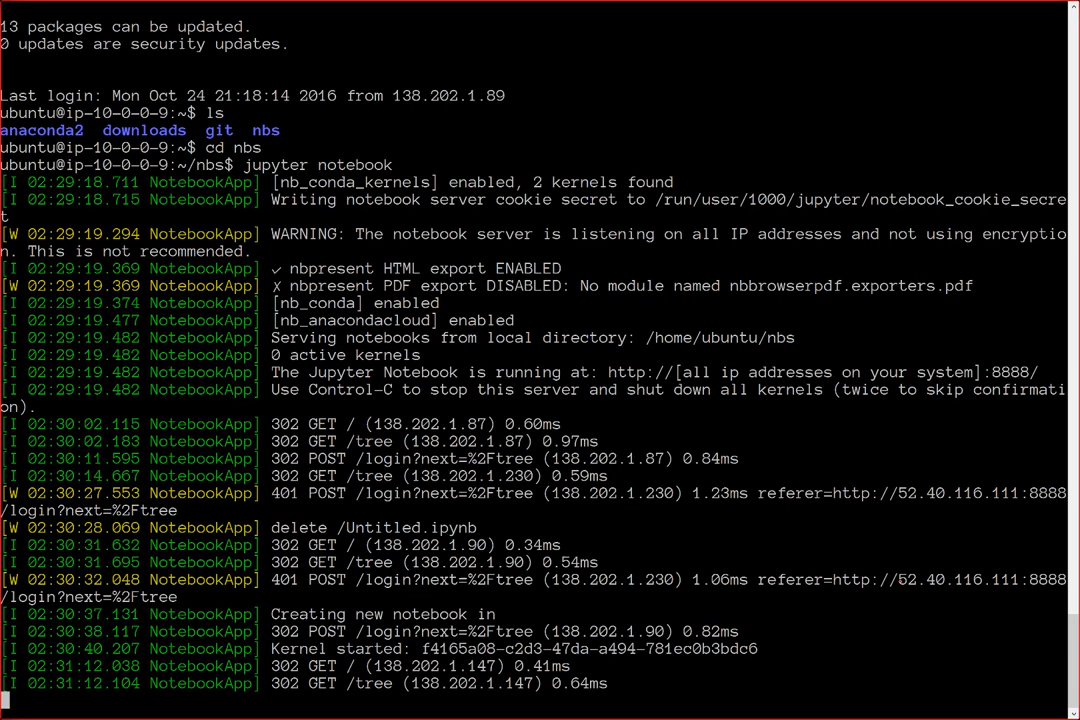 13 packages can be updated.
0 updates are security updates.
Last login: Mon Oct 24 21:18:14 2016 from 138.202.1.89
ubuntu@ip-10-0-0-9:~$ ls
anaconda2  downloads  git  nbs
ubuntu@ip-10-0-0-9:~$ cd nbs
ubuntu@ip-10-0-0-9:~/nbs$ jupyter notebook
[I 02:29:18.711 NotebookApp] [nb_conda_kernels] enabled, 2 kernels found
[I 02:29:18.715 NotebookApp] Writing notebook server cookie secret to /run/user/1000/jupyter/notebook_cookie_secre
t
[W 02:29:19.294 NotebookApp] WARNING: The notebook server is listening on all IP addresses and not using encryptio
n. This is not recommended.
[I 02:29:19.369 NotebookApp] ✓ nbpresent HTML export ENABLED
[W 02:29:19.369 NotebookApp] ✗ nbpresent PDF export DISABLED: No module named nbbrowserpdf.exporters.pdf
[I 02:29:19.374 NotebookApp] [nb_conda] enabled
[I 02:29:19.477 NotebookApp] [nb_anacondacloud] enabled
[I 02:29:19.482 NotebookApp] Serving notebooks from local directory: /home/ubuntu/nbs
[I 02:29:19.482 NotebookApp] 0 active kernels
[I 02:29:19.482 NotebookApp] The Jupyter Notebook is running at: http://[all ip addresses on your system]:8888/
[I 02:29:19.482 NotebookApp] Use Control-C to stop this server and shut down all kernels (twice to skip confirmati
on).
[I 02:30:02.115 NotebookApp] 302 GET / (138.202.1.87) 0.60ms
[I 02:30:02.183 NotebookApp] 302 GET /tree (138.202.1.87) 0.97ms
[I 02:30:11.595 NotebookApp] 302 POST /login?next=%2Ftree (138.202.1.87) 0.84ms
[I 02:30:14.667 NotebookApp] 302 GET /tree (138.202.1.230) 0.59ms
[W 02:30:27.553 NotebookApp] 401 POST /login?next=%2Ftree (138.202.1.230) 1.23ms referer=http://52.40.116.111:8888
/login?next=%2Ftree
[W 02:30:28.069 NotebookApp] delete /Untitled.ipynb
[I 02:30:31.632 NotebookApp] 302 GET / (138.202.1.90) 0.34ms
[I 02:30:31.695 NotebookApp] 302 GET /tree (138.202.1.90) 0.54ms
[W 02:30:32.048 NotebookApp] 401 POST /login?next=%2Ftree (138.202.1.230) 1.06ms referer=http://52.40.116.111:8888
/login?next=%2Ftree
[I 02:30:37.131 NotebookApp] Creating new notebook in
[I 02:30:38.117 NotebookApp] 302 POST /login?next=%2Ftree (138.202.1.90) 0.82ms
[I 02:30:40.207 NotebookApp] Kernel started: f4165a08-c2d3-47da-a494-781ec0b3bdc6
[I 02:31:12.038 NotebookApp] 302 GET / (138.202.1.147) 0.41ms
[I 02:31:12.104 NotebookApp] 302 GET /tree (138.202.1.147) 0.64ms